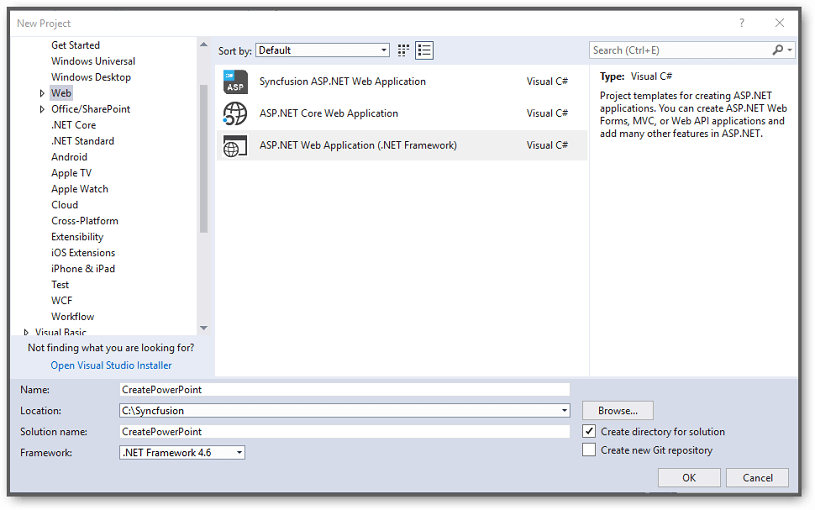 New Project
Get Started
Windows Universal
Windows Desktop
Web
Office/SharePoint
.NET Core
.NET Standard
Android
Apple TV
Apple Watch
Cloud
Cross-Platform
Extensibility
iOS Extensions
iPhone & iPad
Test
WCF
Workflow
Visual Basic
Not finding what you are looking for?
Open Visual Studio Installer
Sort by: Default
ASP
Syncfusion ASP.NET Web Application Visual C#
ASP.NET Core Web Application Visual C#
ASP.NET Web Application (.NET Framework) Visual C#
Search (Ctrl+E)
Type: Visual C#
Project templates for creating ASP.NET
applications. You can create ASP.NET Web
Forms, MVC, or Web API applications and
add many other features in ASP.NET.
Name: CreatePowerPoint
Location: C:\Syncfusion Browse...
Solution name: CreatePowerPoint Create directory for solution
Framework: .NET Framework 4.6 Create new Git repository
OK Cancel